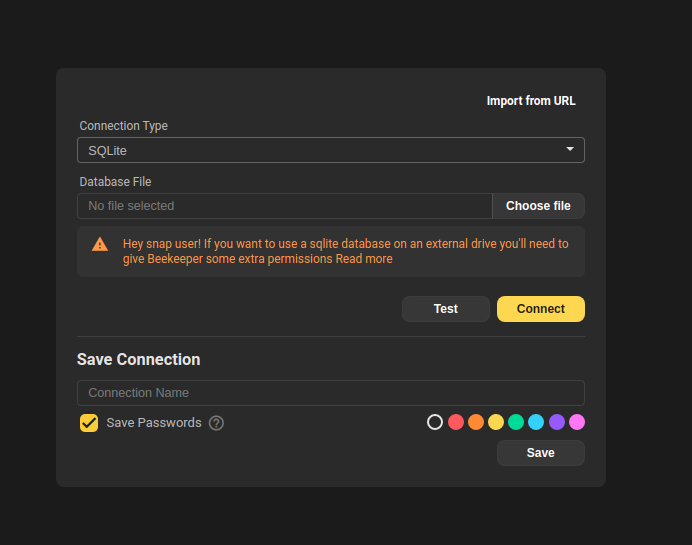 Import from URL
Connection Type
SQLite
Database File
No file selected
Choose file
Hey snap user! If you want to use a sqlite database on an external drive you'll need to
give Beekeeper some extra permissions Read more
Test
Connect
Save Connection
Connection Name
Save Passwords ?
Save